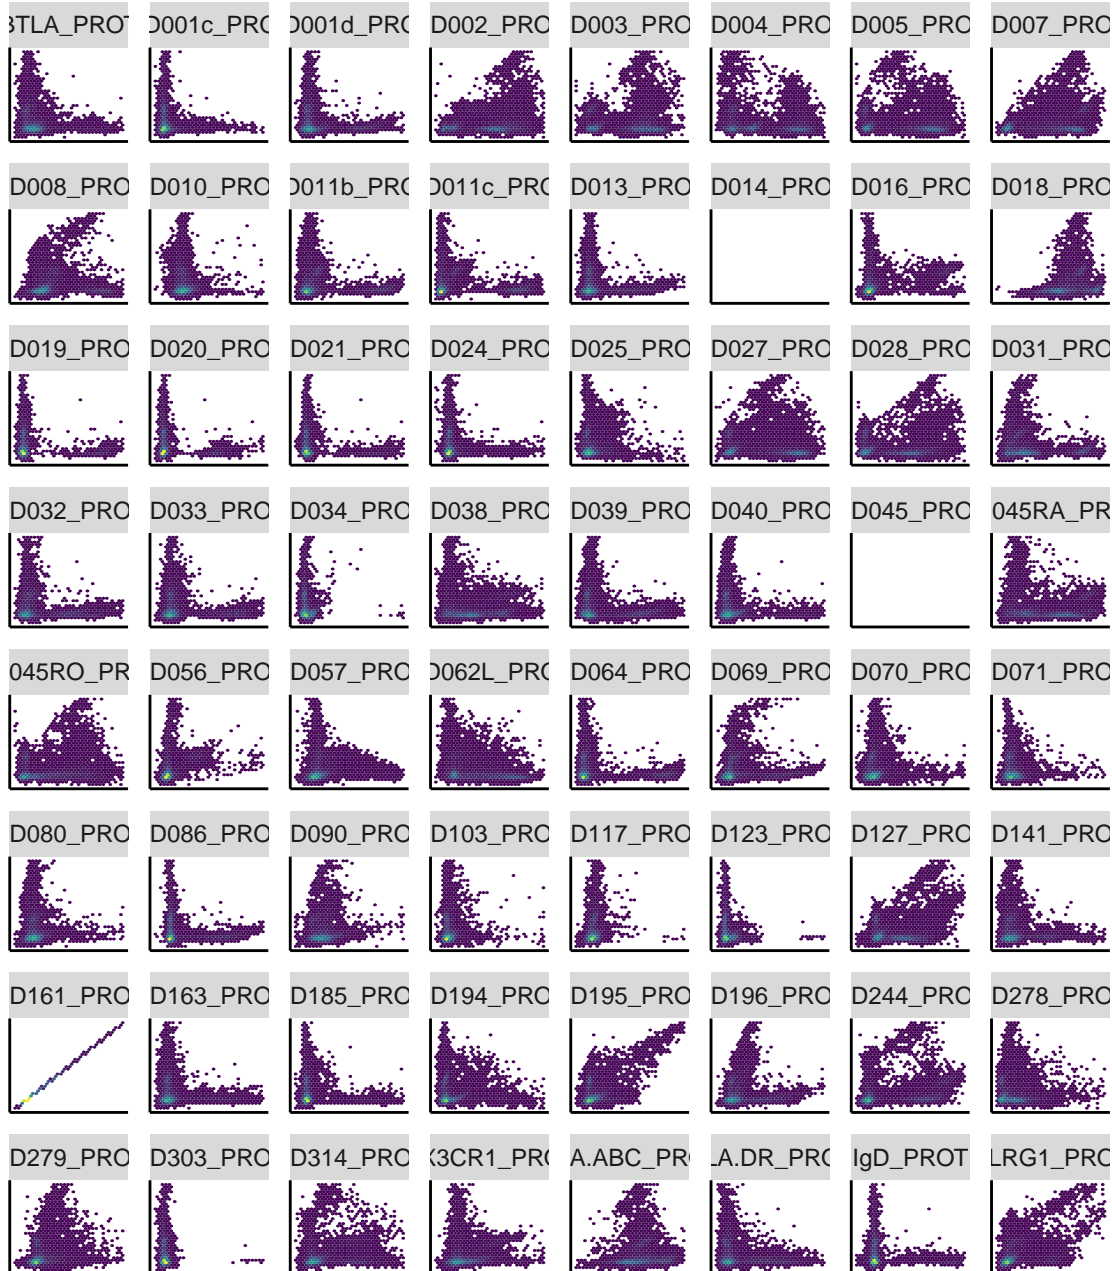 BTLA_PROT D001c_PRO D001d_PRO D002_PRO D003_PRO D004_PRO D005_PRO D007_PRO
D008_PRO D010_PRO D011b_PRO D011c_PRO D013_PRO D014_PRO D016_PRO D018_PRO
D019_PRO D020_PRO D021_PRO D024_PRO D025_PRO D027_PRO D028_PRO D031_PRO
D032_PRO D033_PRO D034_PRO D038_PRO D039_PRO D040_PRO D045_PRO 045RA_PR
045RO_PR D056_PRO D057_PRO D062L_PRO D064_PRO D069_PRO D070_PRO D071_PRO
D080_PRO D086_PRO D090_PRO D103_PRO D117_PRO D123_PRO D127_PRO D141_PRO
D161_PRO D163_PRO D185_PRO D194_PRO D195_PRO D196_PRO D244_PRO D278_PRO
D279_PRO D303_PRO D314_PRO X3CR1_PRO A.ABC_PRO LA.DR_PRO IgD_PROT LRG1_PRO